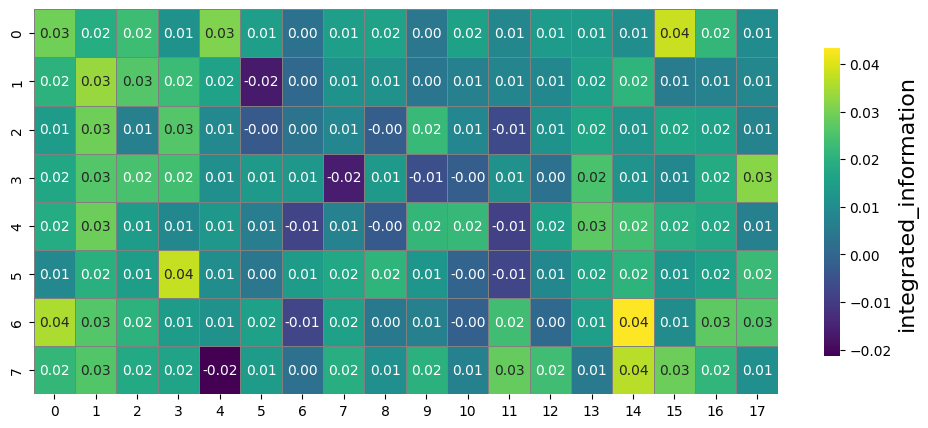 0 0.03 0.02 0.02 0.01 0.03 0.01 0.00 0.01 0.02 0.00 0.02 0.01 0.01 0.01 0.01 0.04 0.02 0.01
1 0.02 0.03 0.03 0.02 0.02 -0.02 0.00 0.01 0.01 0.00 0.01 0.01 0.01 0.02 0.02 0.01 0.01 0.01
2 0.01 0.03 0.01 0.03 0.01 -0.00 0.00 0.01 -0.00 0.02 0.01 -0.01 0.01 0.02 0.01 0.02 0.02 0.01
3 0.02 0.03 0.02 0.02 0.01 0.01 0.01 -0.02 0.01 -0.01 -0.00 0.01 0.00 0.02 0.01 0.01 0.02 0.03
4 0.02 0.03 0.01 0.01 0.01 0.01 -0.01 0.01 -0.00 0.02 0.02 -0.01 0.02 0.03 0.02 0.02 0.02 0.01
5 0.01 0.02 0.01 0.04 0.01 0.00 0.01 0.02 0.02 0.01 -0.00 -0.01 0.01 0.02 0.02 0.01 0.02 0.02
6 0.04 0.03 0.02 0.01 0.01 0.02 -0.01 0.02 0.00 0.01 -0.00 0.02 0.00 0.01 0.04 0.01 0.03 0.03
7 0.02 0.03 0.02 0.02 -0.02 0.01 0.00 0.02 0.01 0.02 0.01 0.03 0.02 0.01 0.04 0.03 0.02 0.01
0 1 2 3 4 5 6 7 8 9 10 11 12 13 14 15 16 17
0.04
0.03
0.02
0.01
0.00
−0.01
−0.02
integrated_information